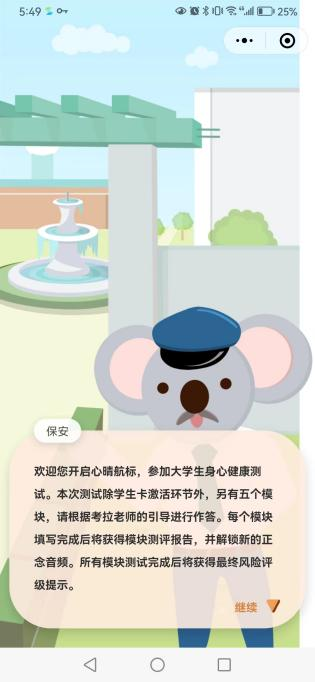 5:49
25%
保安
欢迎您开启心晴航标，参加大学生身心健康测
试。本次测试除学生卡激活环节外，另有五个模
块，请根据考拉老师的引导进行作答。每个模块
填写完成后将获得模块测评报告，并解锁新的正
念音频。所有模块测试完成后将获得最终风险评
级提示。
继续